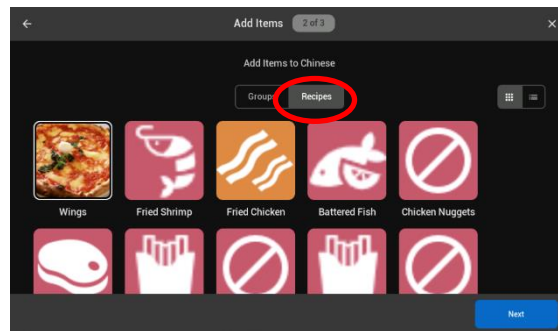 Add Items 2 of 3
Add Items to Chinese
Groups Recipes
Wings Fried Shrimp Fried Chicken Battered Fish Chicken Nuggets
Next